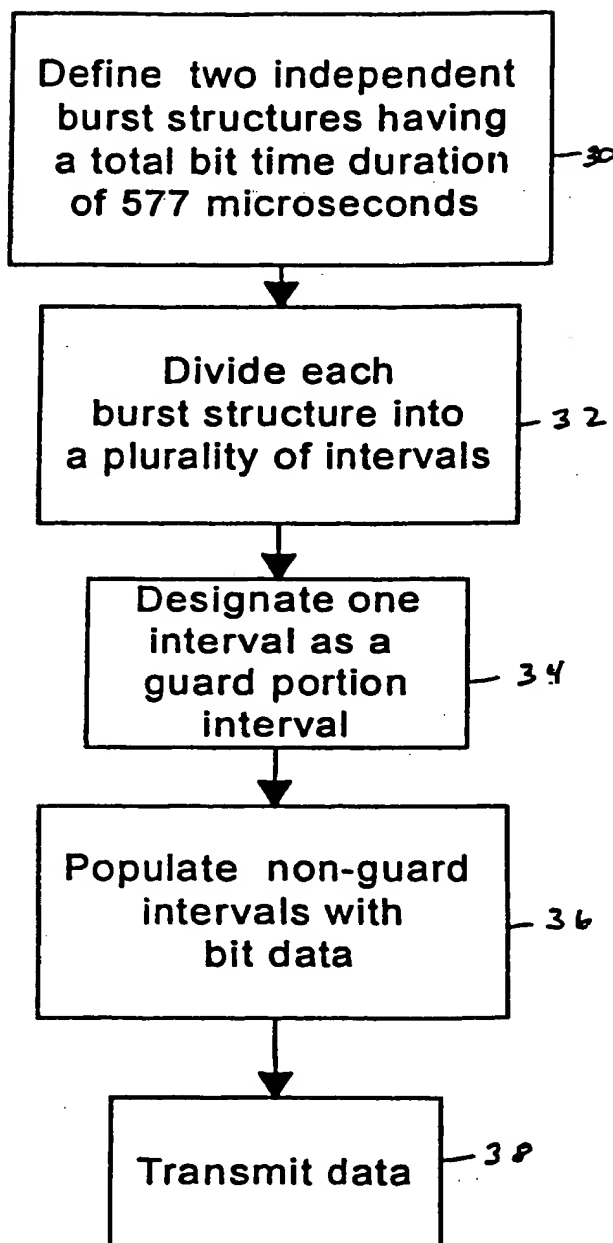 Define two independent
burst structures having
a total bit time duration
of 577 microseconds
30
Divide each
burst structure into
a plurality of intervals
32
Designate one
interval as a
guard portion
interval
34
Populate non-guard
intervals with
bit data
36
Transmit data
38